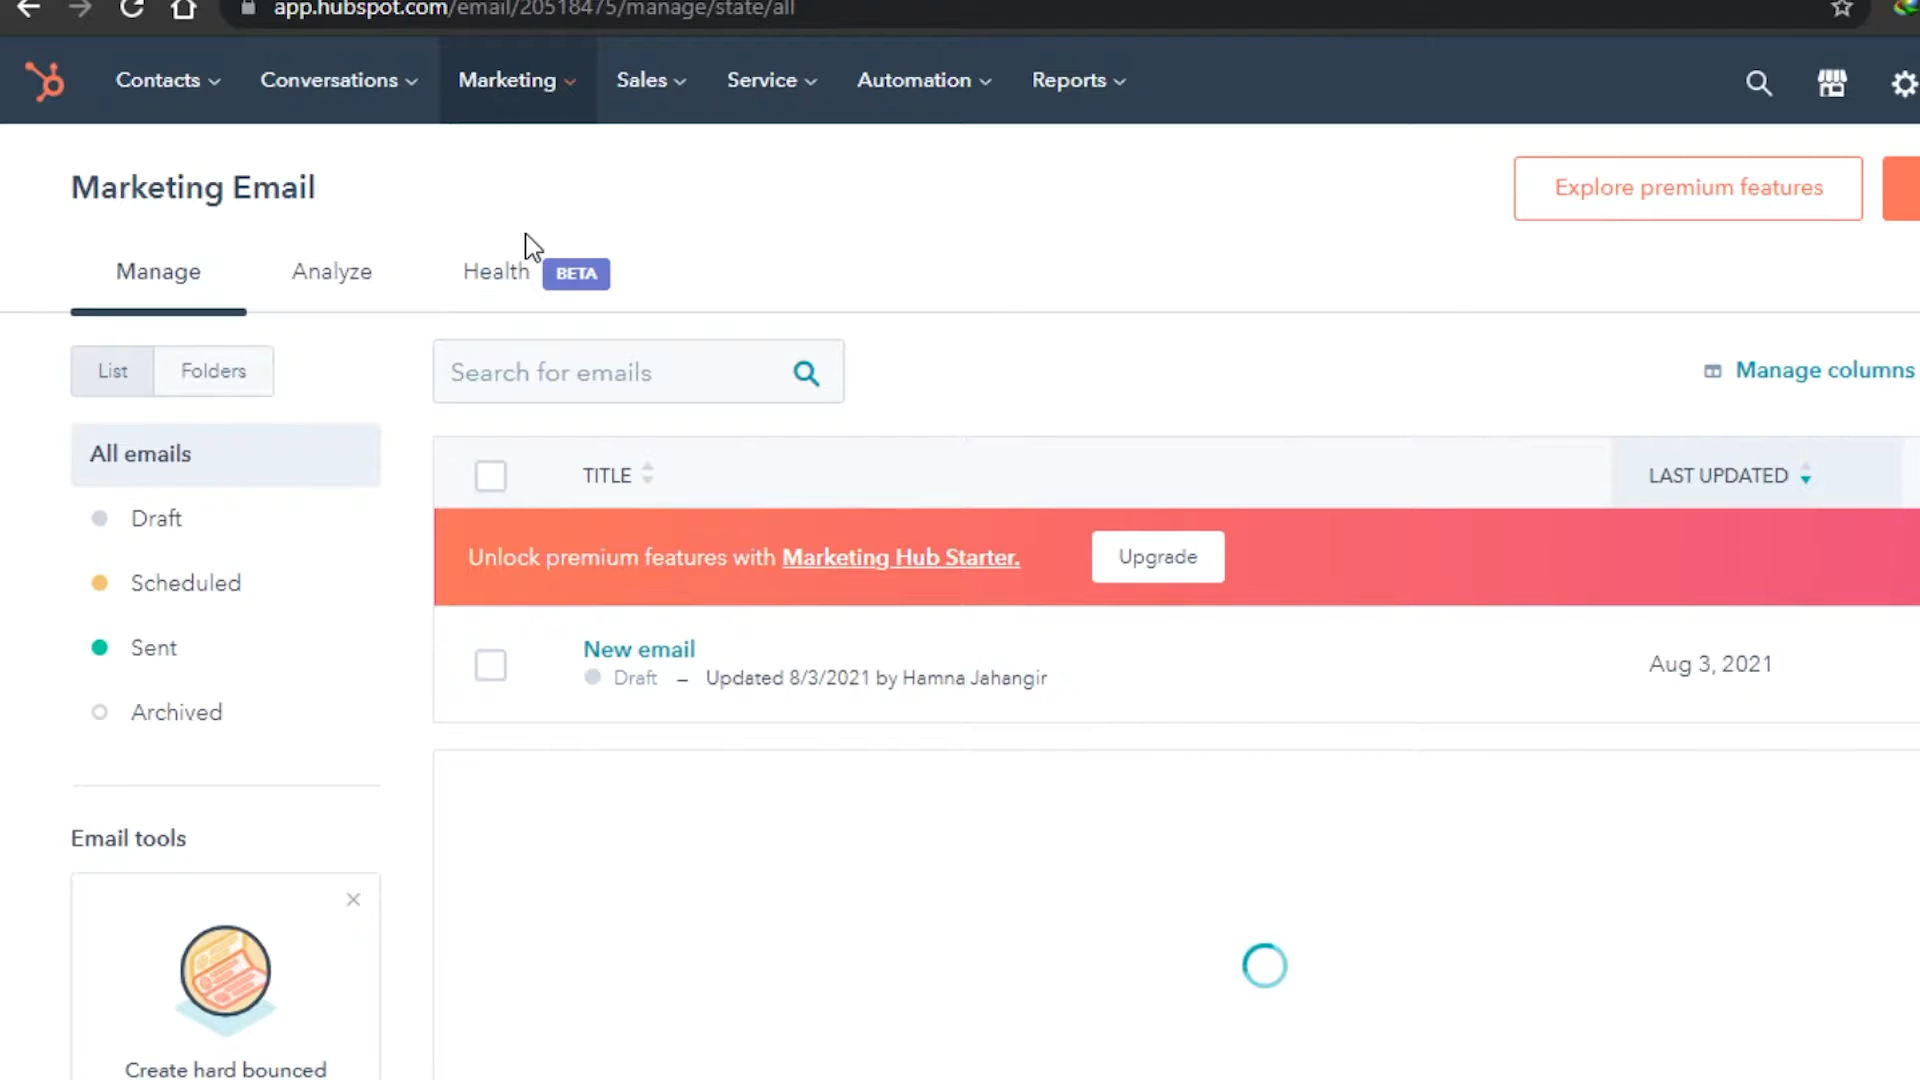 app.hubspot.com/email/20518475/manage/state/all
Contacts Conversations Marketing Sales Service Automation Reports
Marketing Email
Explore premium features
Manage Analyze Health BETA
List Folders
Search for emails
Manage columns
All emails
Draft
Scheduled
Sent
Archived
TITLE LAST UPDATED
Unlock premium features with Marketing Hub Starter. Upgrade
New email
Draft – Updated 8/3/2021 by Hamna Jahangir
Aug 3, 2021
Email tools
Create hard bounced